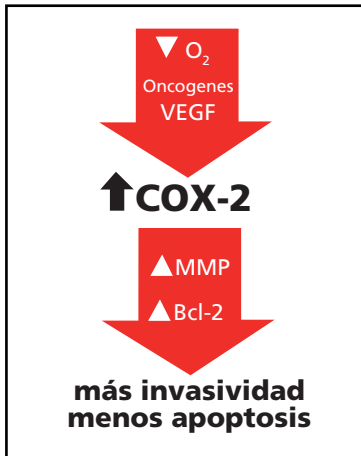 ▼ O₂
Oncogenes
VEGF
⬆COX-2
▲MMP
▲Bcl-2
más invasividad
menos apoptosis